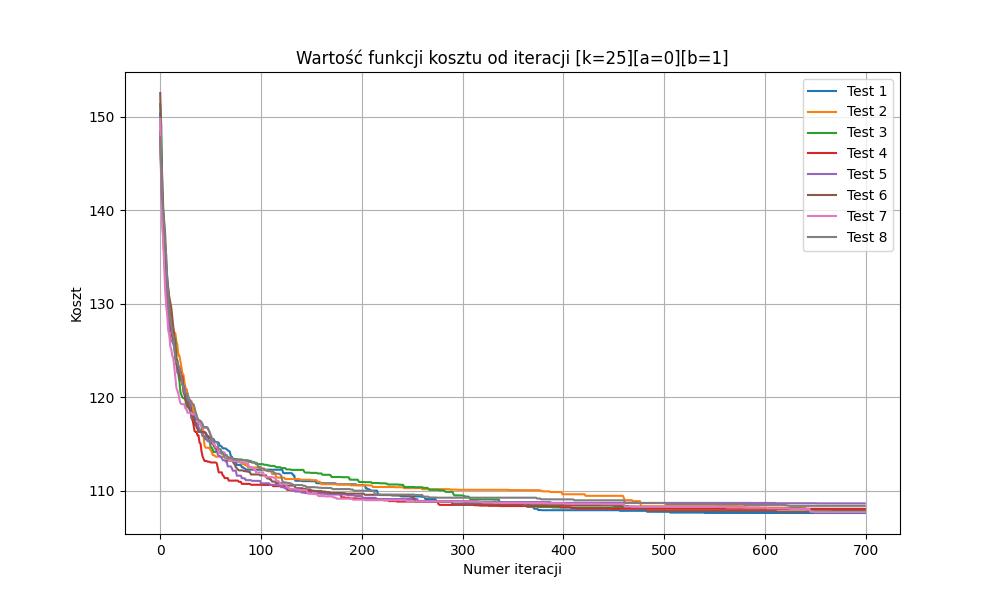 Wartość funkcji kosztu od iteracji [k=25][a=0][b=1]
Test 1
Test 2
Test 3
Test 4
Test 5
Test 6
Test 7
Test 8
Koszt
150
140
130
120
110
0 100 200 300 400 500 600 700
Numer iteracji